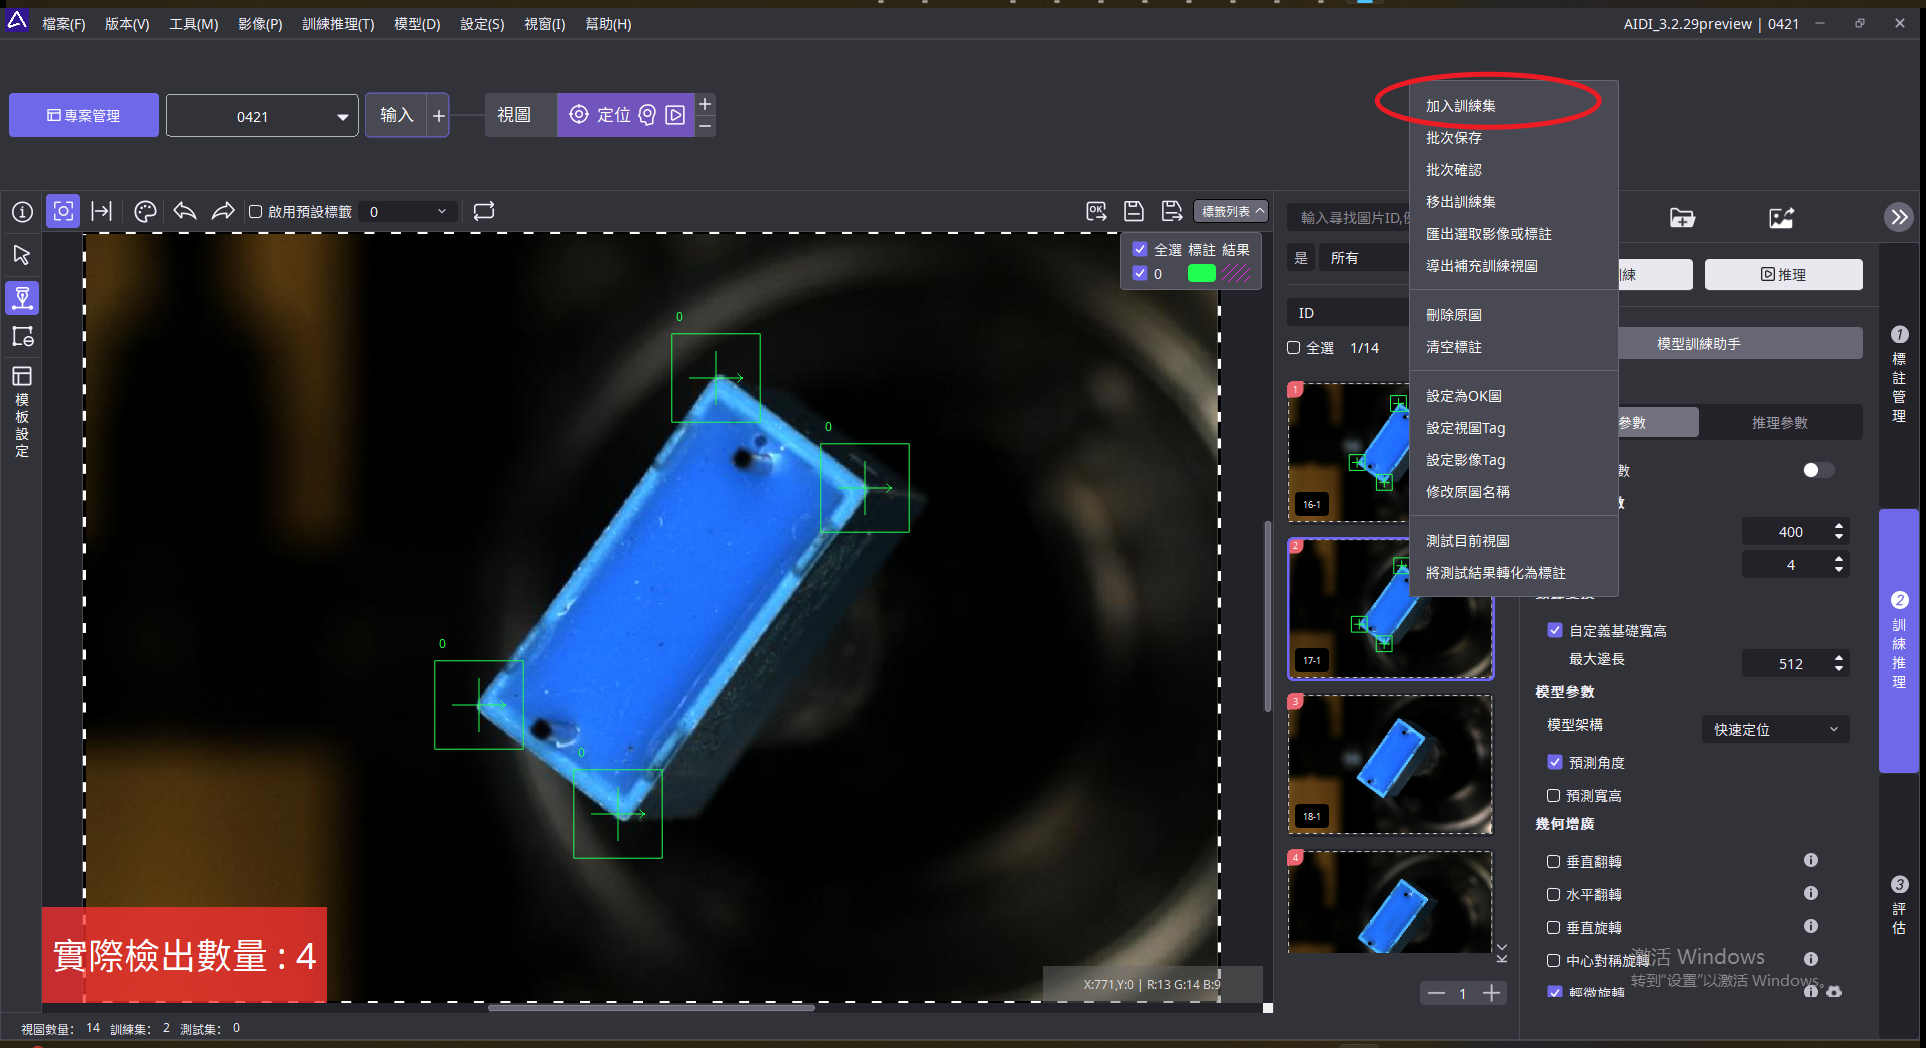 檔案(F) 版本(V) 工具(M) 影像(P) 訓練推理(T) 模型(D) 設定(S) 視窗(I) 幫助(H)
AIDI_3.2.29preview | 0421
專案管理
0421
输入
+
視圖
定位
啟用預設標籤
0
OK
標籤列表
全選 標註 結果
0
模板設定
0
0
0
0
實際檢出數量 : 4
X:771,Y:0 | R:13 G:14 B:9
視圖數量： 14 訓練集： 2 測試集： 0
輸入尋找圖片ID,
是
所有
ID
全選 1/14
1
16-1
2
17-1
3
18-1
4
1
加入訓練集
批次保存
批次確認
移出訓練集
匯出選取影像或標註
導出補充訓練視圖
刪除原圖
清空標註
設定為OK圖
設定視圖Tag
設定影像Tag
修改原圖名稱
測試目前視圖
將測試結果轉化為標註
練
推理
模型訓練助手
參數
推理參數
數
數
400
4
自定義基礎寬高
最大邊長
512
模型參數
模型架構
快速定位
預測角度
預測寬高
幾何增廣
垂直翻轉
水平翻轉
垂直旋轉
中心對稱旋轉
輕微旋轉
激活 Windows
转到"设置"以激活 Windows。
1
標註管理
2
訓練推理
3
評估